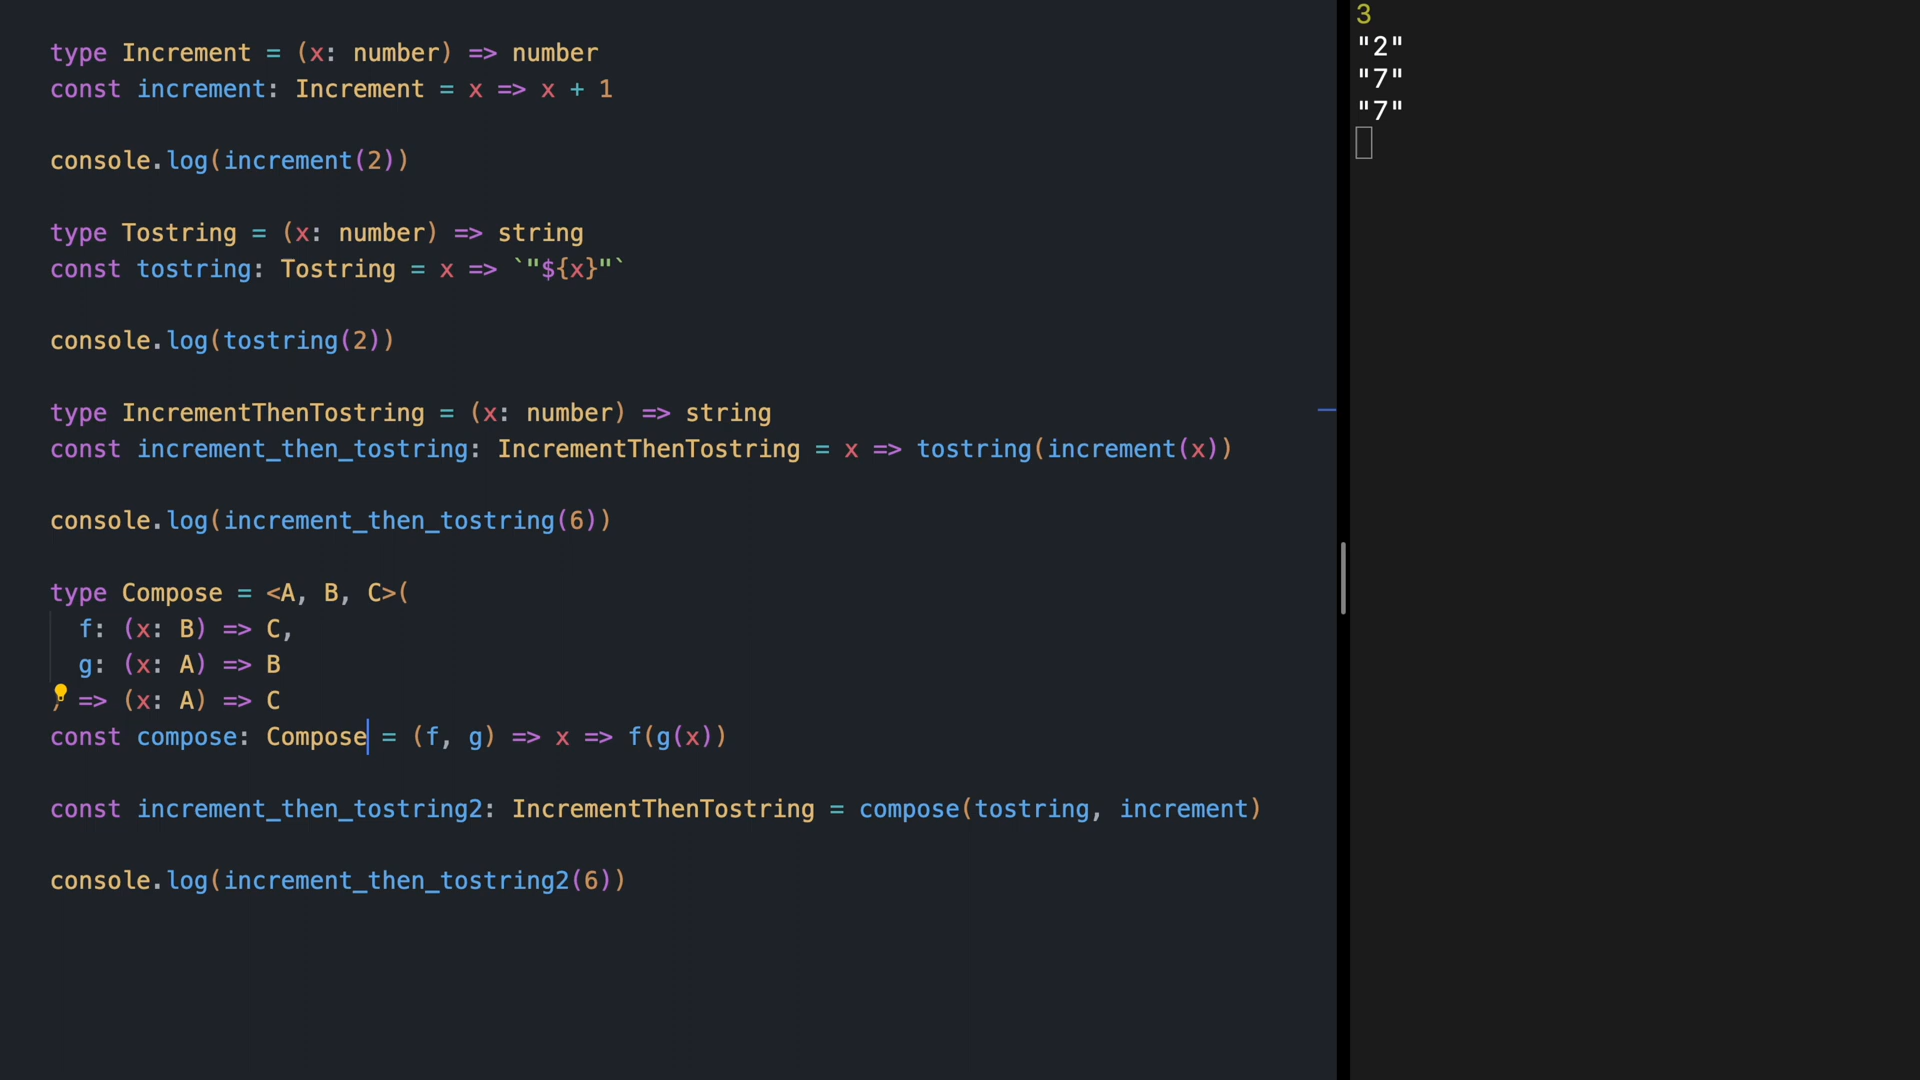 type Increment = (x: number) => number
const increment: Increment = x => x + 1
console.log(increment(2))
type Tostring = (x: number) => string
const tostring: Tostring = x => `"${x}"`
console.log(tostring(2))
type IncrementThenTostring = (x: number) => string
const increment_then_tostring: IncrementThenTostring = x => tostring(increment(x))
console.log(increment_then_tostring(6))
type Compose = <A, B, C>(
f: (x: B) => C,
g: (x: A) => B
) => (x: A) => C
const compose: Compose = (f, g) => x => f(g(x))
const increment_then_tostring2: IncrementThenTostring = compose(tostring, increment)
console.log(increment_then_tostring2(6))
3
"2"
"7"
"7"